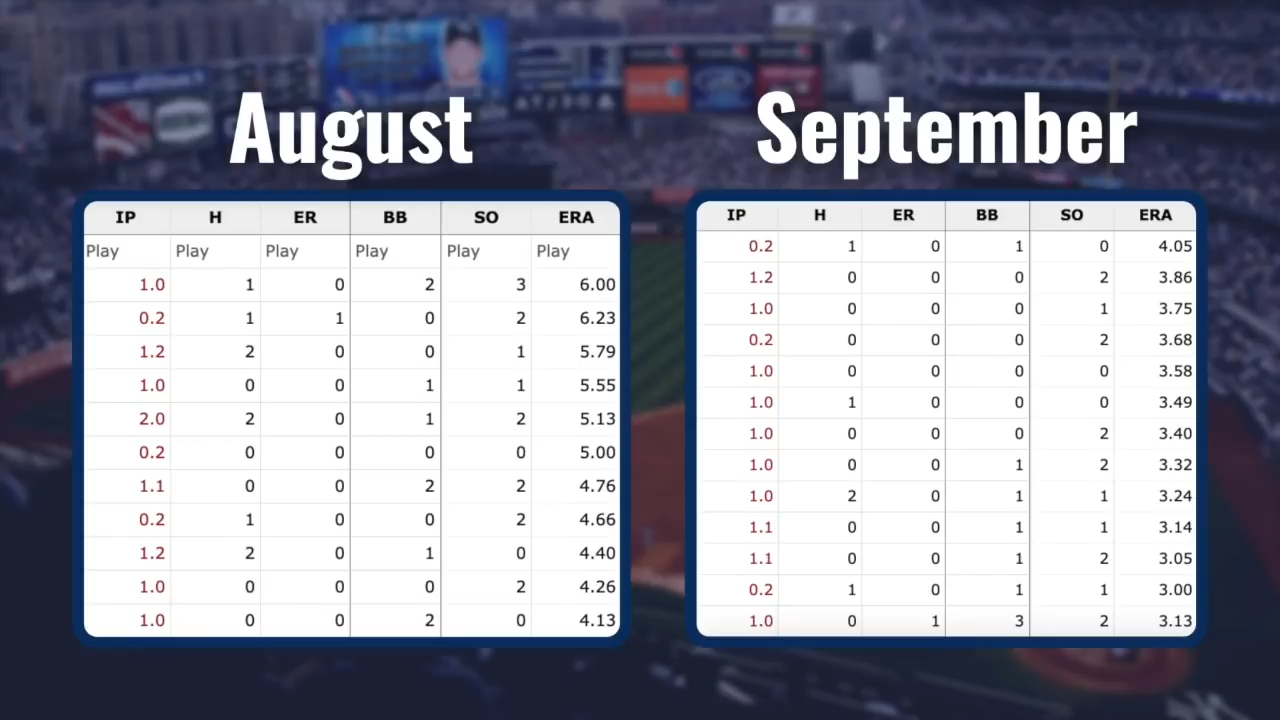 August
IP H ER BB SO ERA
Play Play Play Play Play Play
1.0 1 0 2 3 6.00
0.2 1 1 0 2 6.23
1.2 2 0 0 1 5.79
1.0 0 0 1 1 5.55
2.0 2 0 1 2 5.13
0.2 0 0 0 0 5.00
1.1 0 0 2 2 4.76
0.2 1 0 0 2 4.66
1.2 2 0 1 0 4.40
1.0 0 0 0 2 4.26
1.0 0 0 2 0 4.13
September
IP H ER BB SO ERA
0.2 1 0 1 0 4.05
1.2 0 0 0 2 3.86
1.0 0 0 0 1 3.75
0.2 0 0 0 2 3.68
1.0 0 0 0 0 3.58
1.0 1 0 0 0 3.49
1.0 0 0 0 2 3.40
1.0 0 0 1 2 3.32
1.0 2 0 1 1 3.24
1.1 0 0 1 1 3.14
1.1 0 0 1 2 3.05
0.2 1 0 1 1 3.00
1.0 0 1 3 2 3.13